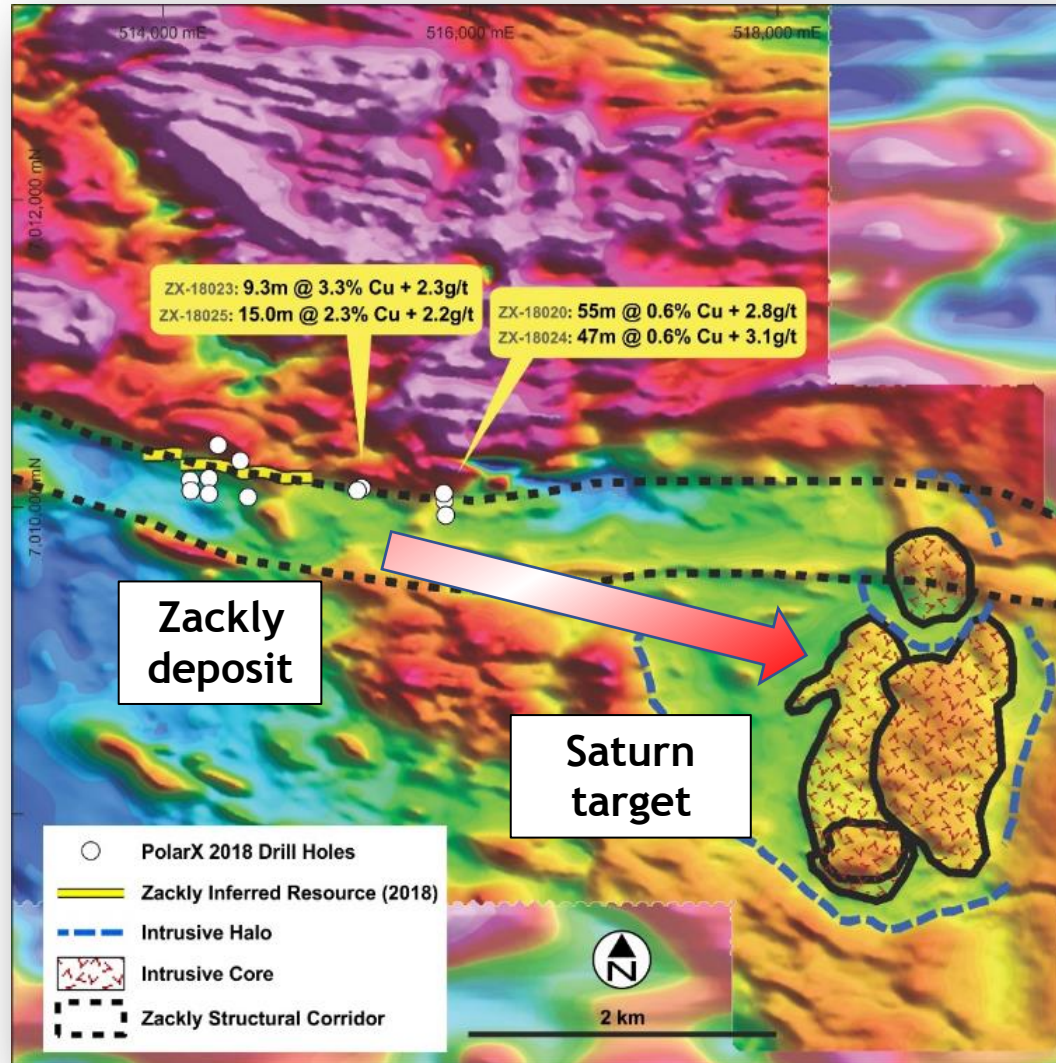 514,000 mE
516,000 mE
518,000 mE
7,012,000 mN
ZX-18023: 9.3m @ 3.3% Cu + 2.3g/t
ZX-18025: 15.0m @ 2.3% Cu + 2.2g/t
ZX-18020: 55m @ 0.6% Cu + 2.8g/t
ZX-18024: 47m @ 0.6% Cu + 3.1g/t
7,010,000 mN
Zackly
deposit
Saturn
target
PolarX 2018 Drill Holes
Zackly Inferred Resource (2018)
Intrusive Halo
Intrusive Core
Zackly Structural Corridor
N
2 km